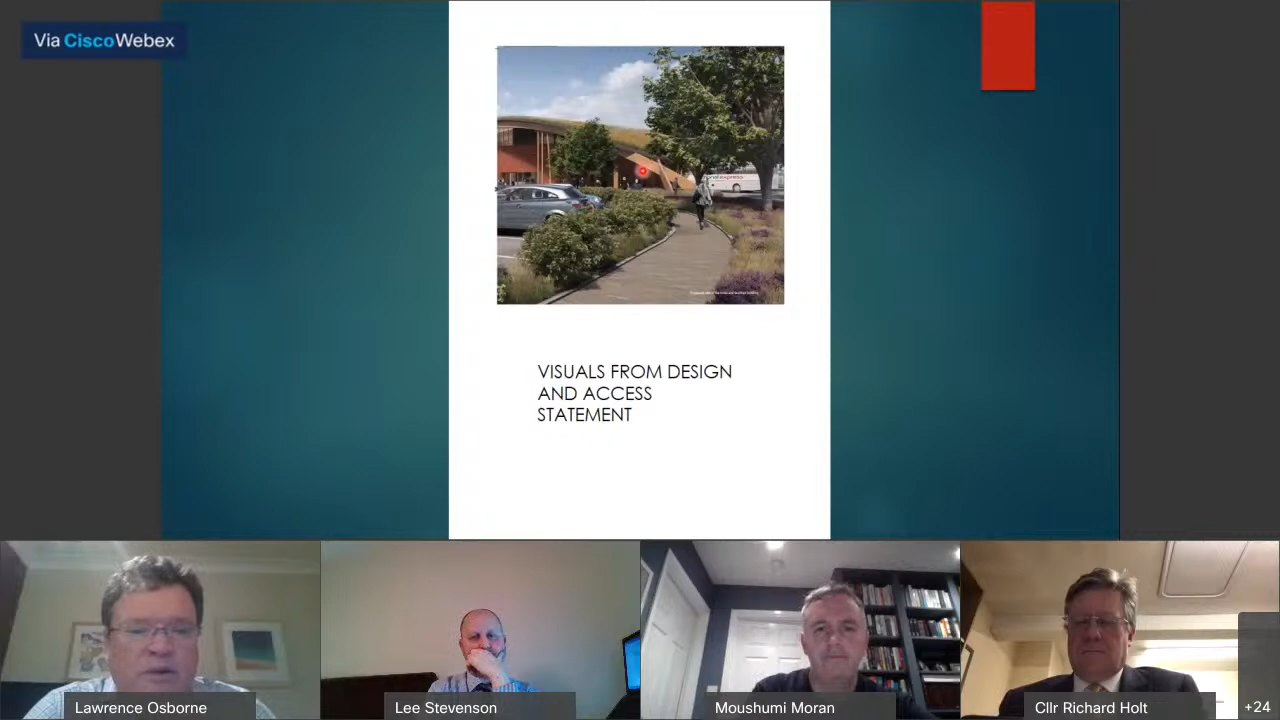 Via CiscoWebex
VISUALS FROM DESIGN
AND ACCESS
STATEMENT
Lawrence Osborne
Lee Stevenson
Moushumi Moran
Cllr Richard Holt
+24